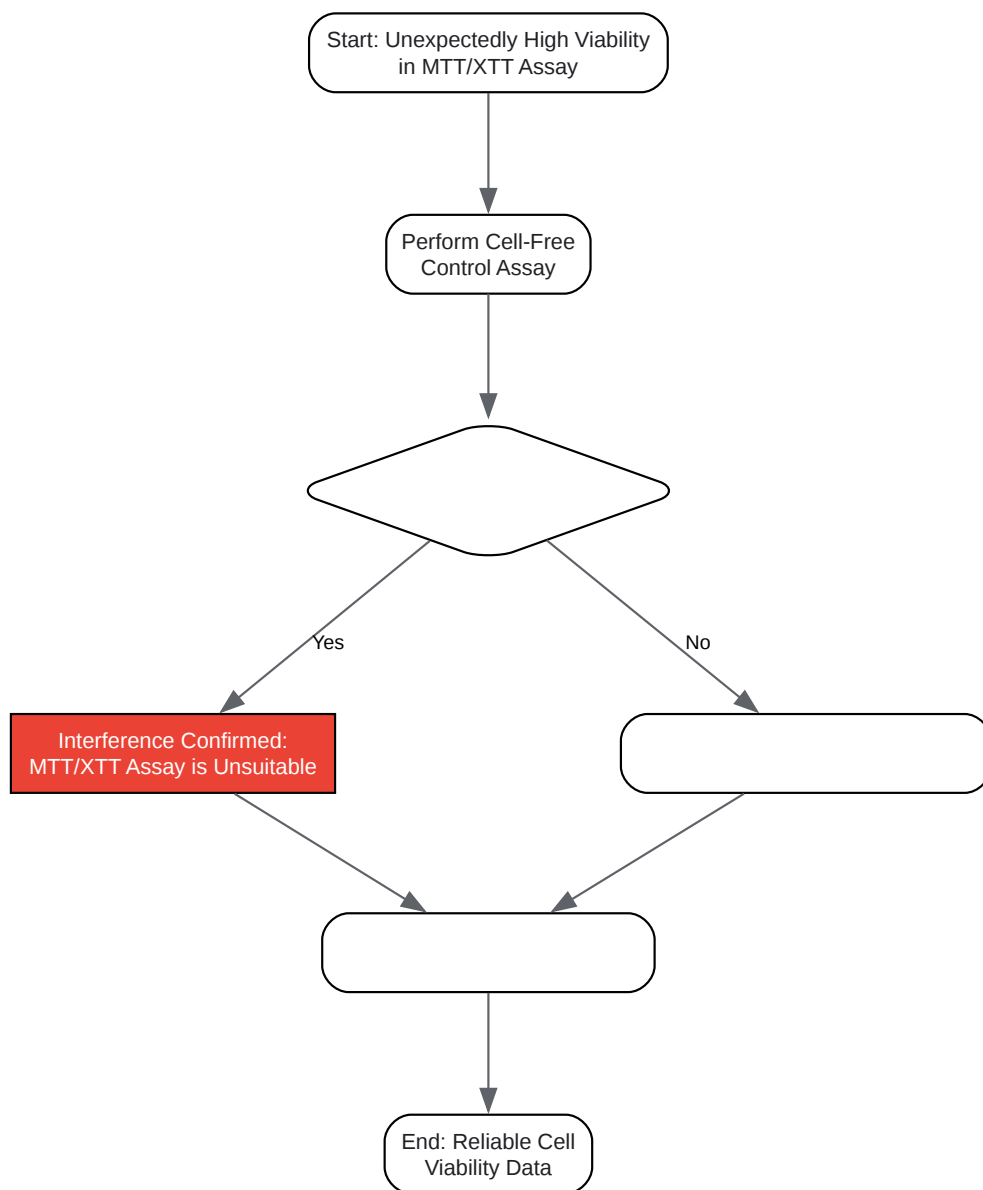 Start: Unexpectedly High Viability
in MTT/XTT Assay
Perform Cell-Free
Control Assay
Yes
No
Interference Confirmed:
MTT/XTT Assay is Unsuitable
End: Reliable Cell
Viability Data